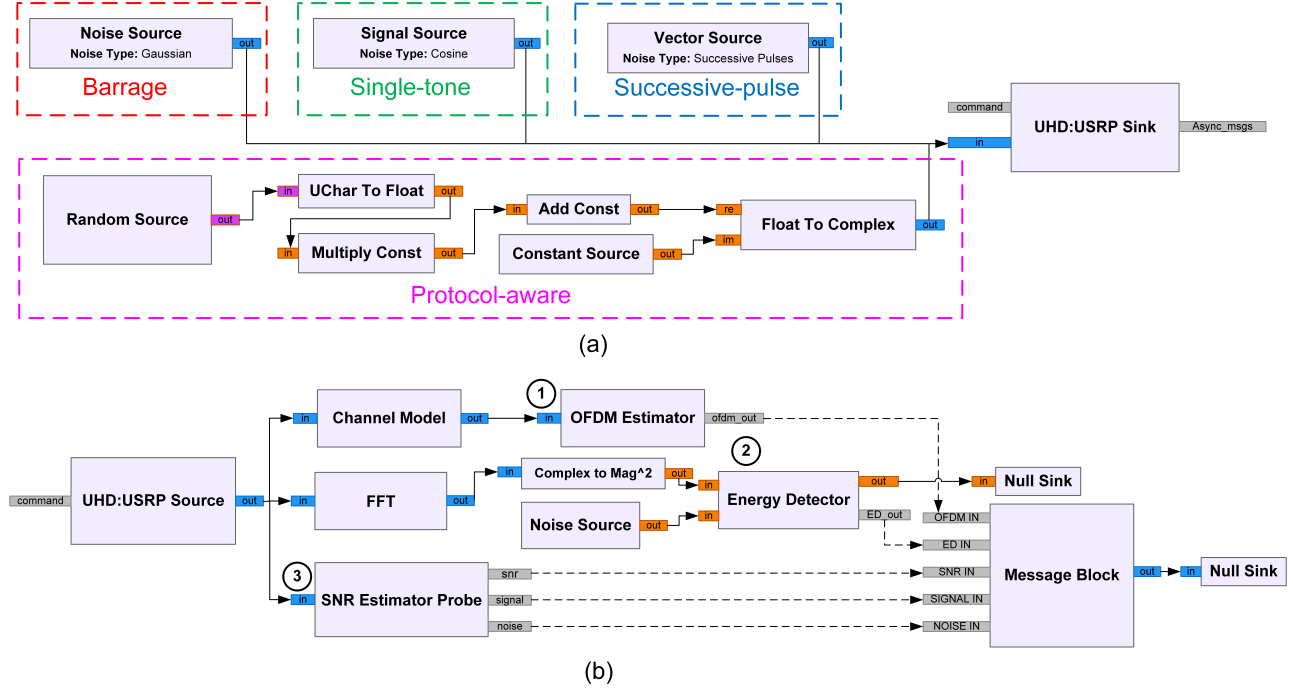 Noise Source
Noise Type: Gaussian
out
Barrage
Signal Source
Noise Type: Cosine
out
Single-tone
Vector Source
Noise Type: Successive Pulses
out
Successive-pulse
command
in
UHD:USRP Sink
Async_msgs
Random Source
out
in
UChar To Float
out
in
Multiply Const
out
in
Add Const
out
Constant Source
out
re
im
Float To Complex
out
Protocol-aware
(a)
command
UHD:USRP Source
out
in
Channel Model
out
1
in
OFDM Estimator
ofdm_out
in
FFT
out
in
Complex to Mag^2
out
Noise Source
out
2
in
in
Energy Detector
out
ED_out
in
Null Sink
3
in
SNR Estimator Probe
snr
signal
noise
OFDM IN
ED IN
SNR IN
SIGNAL IN
NOISE IN
Message Block
out
in
Null Sink
(b)